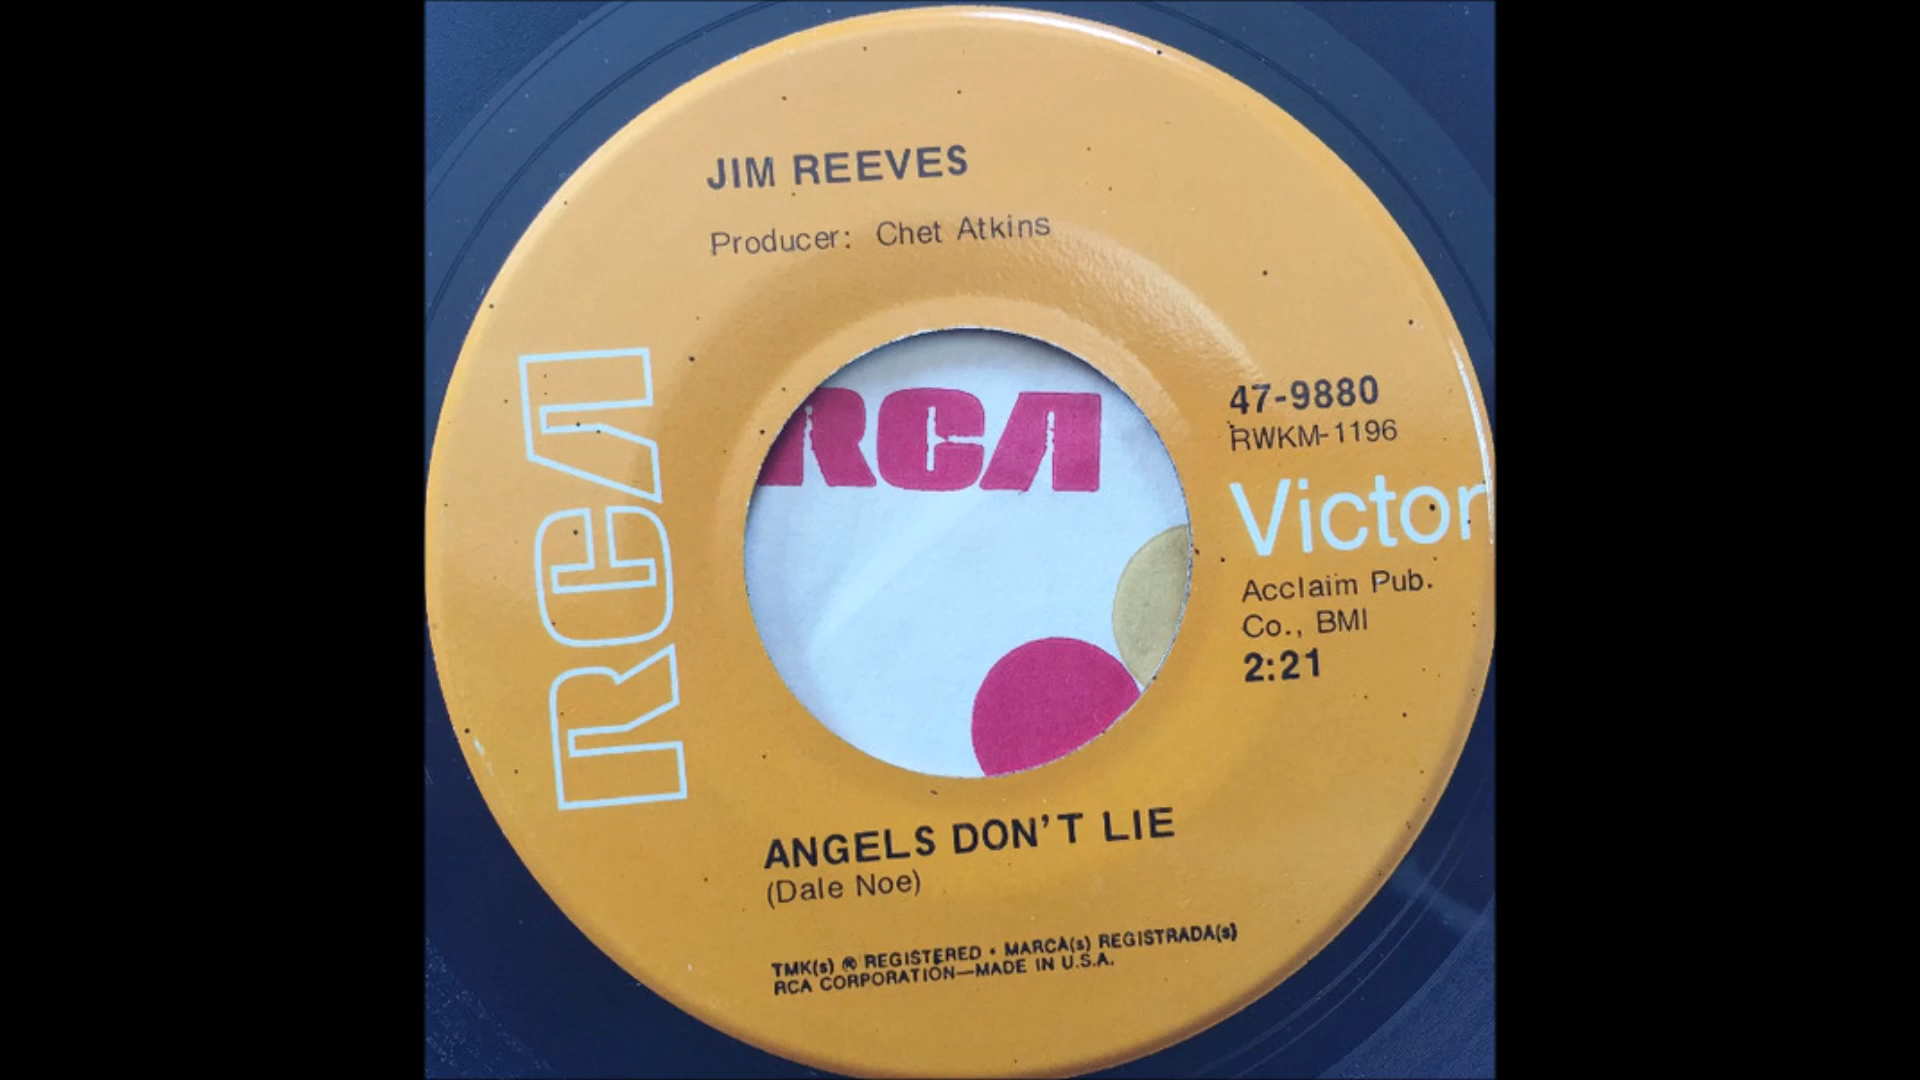 JIM REEVES
Producer: Chet Atkins
RCA
RCA
47-9880
RWKM-1196
Victor
Acclaim Pub.
Co., BMI
2:21
ANGELS DON'T LIE
(Dale Noe)
TMK(s) ® REGISTERED • MARCA(s) REGISTRADA(s)
RCA CORPORATION—MADE IN U.S.A.